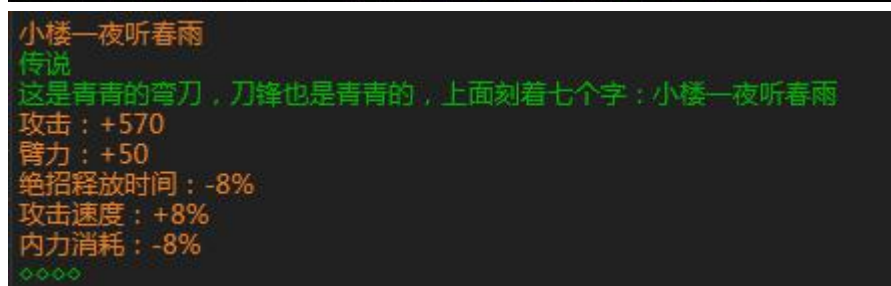 小楼一夜听春雨
传说
这是青青的弯刀，刀锋也是青青的，上面刻着七个字：小楼一夜听春雨
攻击：+570
臂力：+50
绝招释放时间：-8%
攻击速度：+8%
内力消耗：-8%
◇◇◇◇